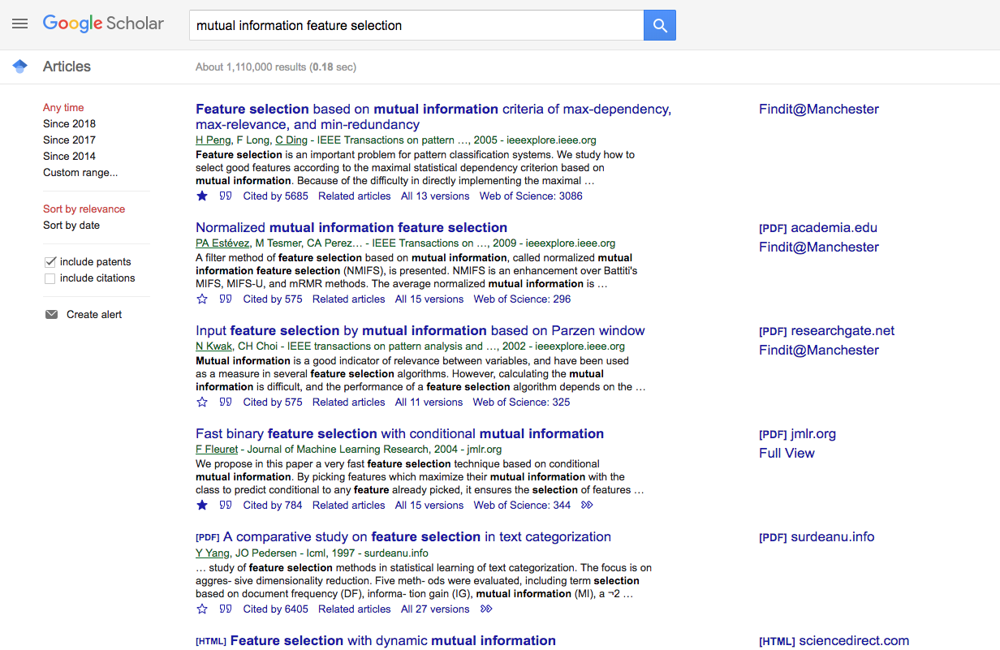 Google Scholar
mutual information feature selection
Articles
About 1,110,000 results (0.18 sec)
Any time
Since 2018
Since 2017
Since 2014
Custom range...
Sort by relevance
Sort by date
include patents
include citations
Create alert
Feature selection based on mutual information criteria of max-dependency,
max-relevance, and min-redundancy
H Peng, F Long, C Ding - IEEE Transactions on pattern …, 2005 - ieeexplore.ieee.org
Feature selection is an important problem for pattern classification systems. We study how to
select good features according to the maximal statistical dependency criterion based on
mutual information. Because of the difficulty in directly implementing the maximal …
Cited by 5685 Related articles All 13 versions Web of Science: 3086
Findit@Manchester
Normalized mutual information feature selection
PA Estévez, M Tesmer, CA Perez… - IEEE Transactions on …, 2009 - ieeexplore.ieee.org
A filter method of feature selection based on mutual information, called normalized mutual
information feature selection (NMIFS), is presented. NMIFS is an enhancement over Battiti's
MIFS, MIFS-U, and mRMR methods. The average normalized mutual information is …
Cited by 575 Related articles All 15 versions Web of Science: 296
[PDF] academia.edu
Findit@Manchester
Input feature selection by mutual information based on Parzen window
N Kwak, CH Choi - IEEE transactions on pattern analysis and …, 2002 - ieeexplore.ieee.org
Mutual information is a good indicator of relevance between variables, and have been used
as a measure in several feature selection algorithms. However, calculating the mutual
information is difficult, and the performance of a feature selection algorithm depends on the …
Cited by 575 Related articles All 11 versions Web of Science: 325
[PDF] researchgate.net
Findit@Manchester
Fast binary feature selection with conditional mutual information
F Fleuret - Journal of Machine Learning Research, 2004 - jmlr.org
We propose in this paper a very fast feature selection technique based on conditional
mutual information. By picking features which maximize their mutual information with the
class to predict conditional to any feature already picked, it ensures the selection of features …
Cited by 784 Related articles All 15 versions Web of Science: 344
[PDF] jmlr.org
Full View
[PDF] A comparative study on feature selection in text categorization
Y Yang, JO Pedersen - Icml, 1997 - surdeanu.info
… study of feature selection methods in statistical learning of text categorization. The focus is on
aggres- sive dimensionality reduction. Five meth- ods were evaluated, including term selection
based on document frequency (DF), informa- tion gain (IG), mutual information (MI), a ¬2 …
Cited by 6405 Related articles All 27 versions
[PDF] surdeanu.info
[HTML] Feature selection with dynamic mutual information
[HTML] sciencedirect.com